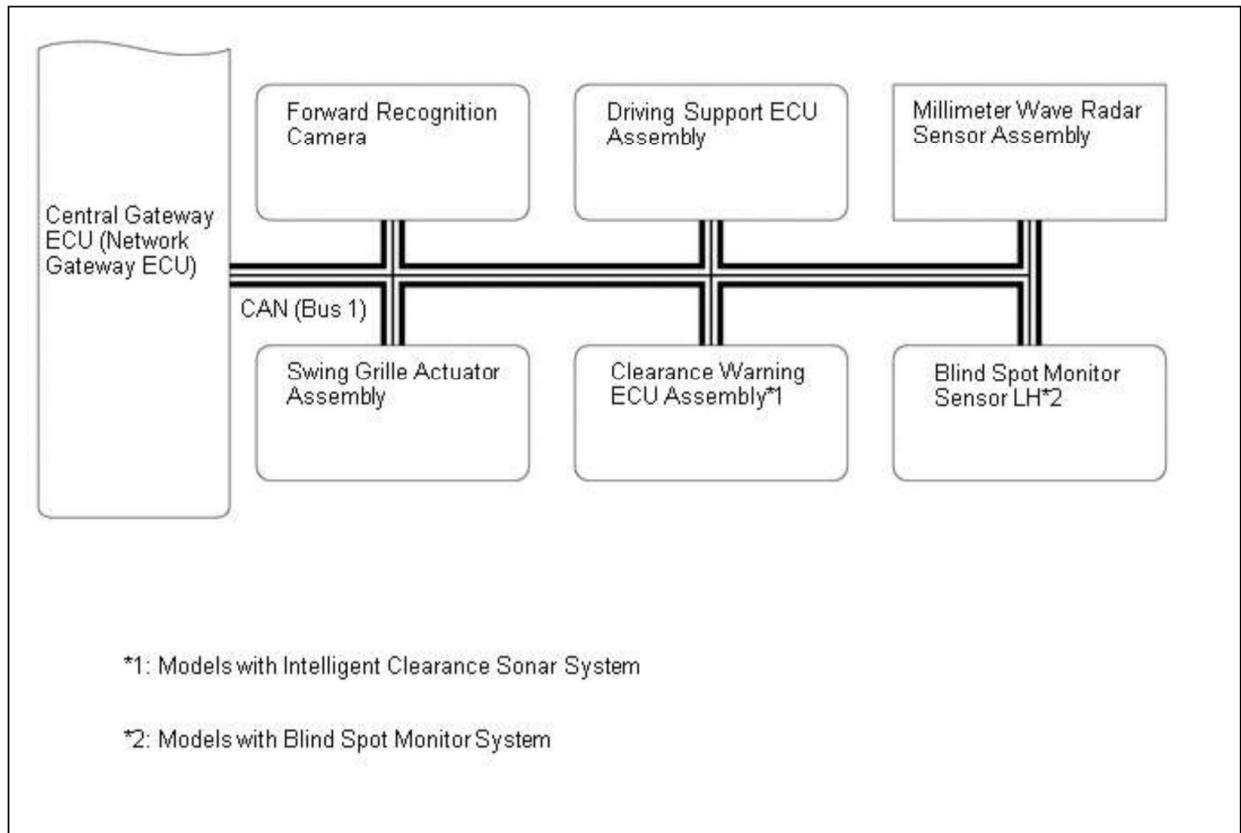 Forward Recognition
Camera
Driving Support ECU
Assembly
Millimeter Wave Radar
Sensor Assembly
Central Gateway
ECU (Network
Gateway ECU)
CAN (Bus 1)
Swing Grille Actuator
Assembly
Clearance Warning
ECU Assembly*1
Blind Spot Monitor
Sensor LH*2
*1: Models with Intelligent Clearance Sonar System
*2: Models with Blind Spot Monitor System